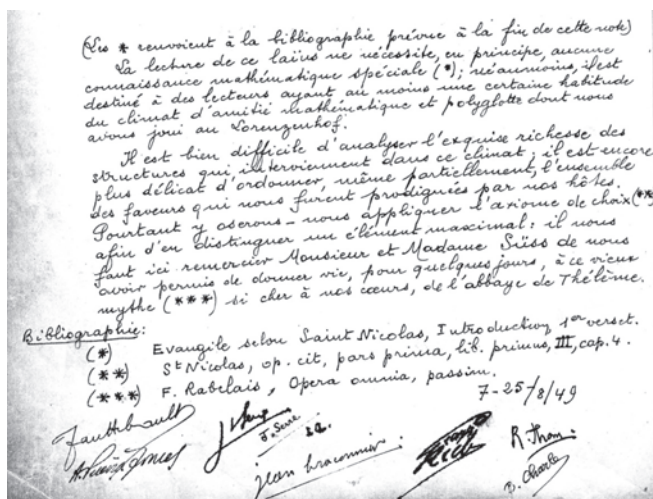 (Les * renvoient à la bibliographie prévue à la fin de cette note)
La lecture de ce laïus ne nécessite, en principe, aucune
connaissance mathématique spéciale (*); néanmoins, il est
destiné à des lecteurs ayant au moins une certaine habitude
du climat d'amitié mathématique et polyglotte dont nous
avons joui au Lorenzenhof.
Il est bien difficile d'analyser l'exquise richesse des
structures qui interviennent dans ce climat; il est encore
plus délicat d'ordonner, même partiellement, l'ensemble
des faveurs qui nous furent prodiguées par nos hôtes.
Pourtant y oserons-nous appliquer l'axiome de choix (**)
afin d'en distinguer un élément maximal: il nous
faut ici remercier Monsieur et Madame Süss de nous
avoir permis de donner vie, pour quelques jours, à ce vieux
mythe (***) si cher à nos cœurs, de l'abbaye de Thélème.
Bibliographie:
(*) Evangile selon Saint Nicolas, Introduction, 1er verset.
(**) St Nicolas, op. cit, pars prima, lib. primus, III, cap. 4.
(***) F. Rabelais, Opera omnia, passim.
7-25/8/49
J. Serre
jean braconnier
R. Thom